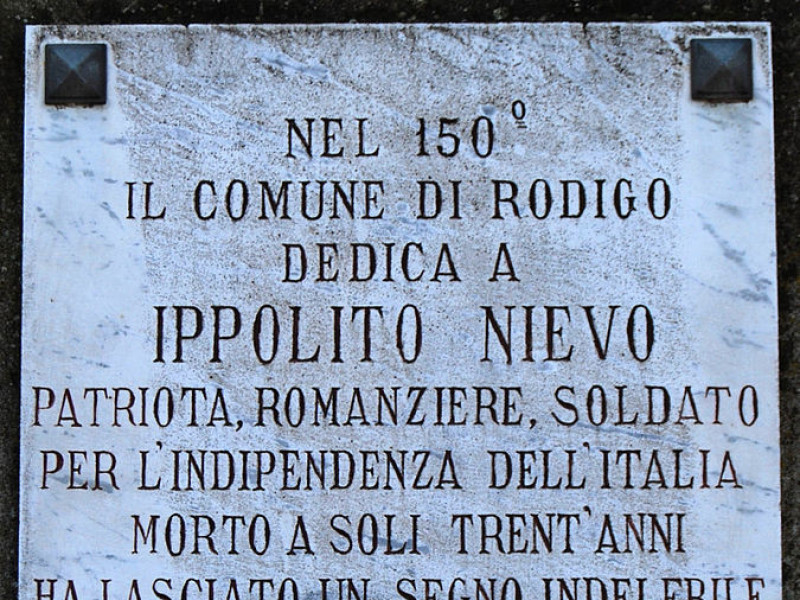 NEL 150º
IL COMUNE DI RODIGO
DEDICA A
IPPOLITO NIEVO
PATRIOTA, ROMANZIERE, SOLDATO
PER L'INDIPENDENZA DELL'ITALIA
MORTO A SOLI TRENT'ANNI
HA LASCIATO UN SEGNO INDELEBILE